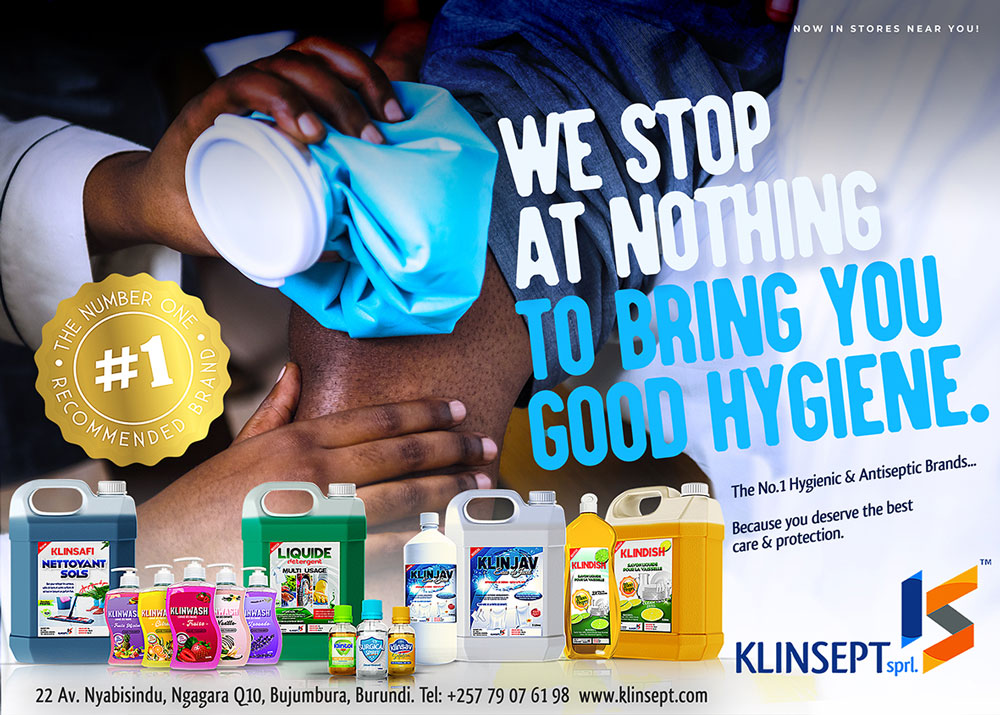 NOW IN STORES NEAR YOU!
WE STOP
AT NOTHING
TO BRING YOU
GOOD HYGIENE.
THE NUMBER ONE
#1
RECOMMENDED BRAND
The No.1 Hygienic & Antiseptic Brands...
Because you deserve the best
care & protection.
KLINSAFI
NETTOYANT
SOLS
KLINWASH
KLINWASH
Fraise
KLINWASH
LIQUIDE
detergent
MULTI USAGE
SURGICAL
SPIRIT
KLINJAV
KLINJAV
KLINDISH
KLINDISH
SAVON LIQUIDE
POUR LA VAISSELLE
KLINSEPT sprl.
TM
22 Av. Nyabisindu, Ngagara Q10, Bujumbura, Burundi. Tel: +257 79 07 61 98 www.klinsept.com